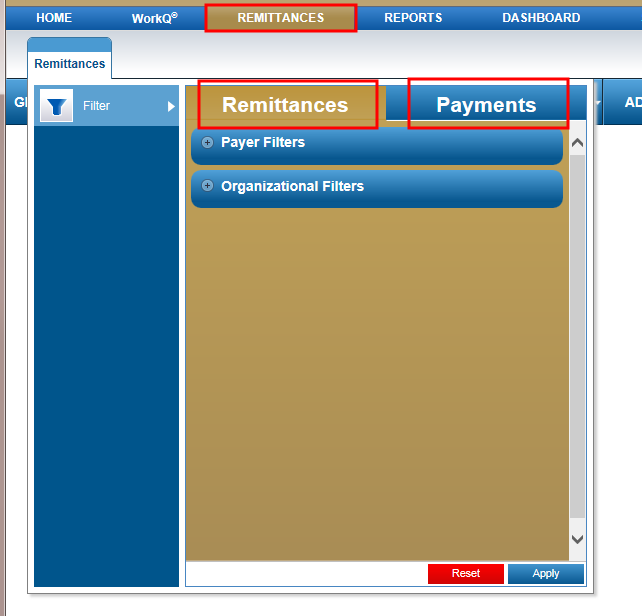 HOME WorkQ® REMITTANCES REPORTS DASHBOARD
Remittances
Filter
Remittances Payments
Payer Filters
Organizational Filters
Reset Apply